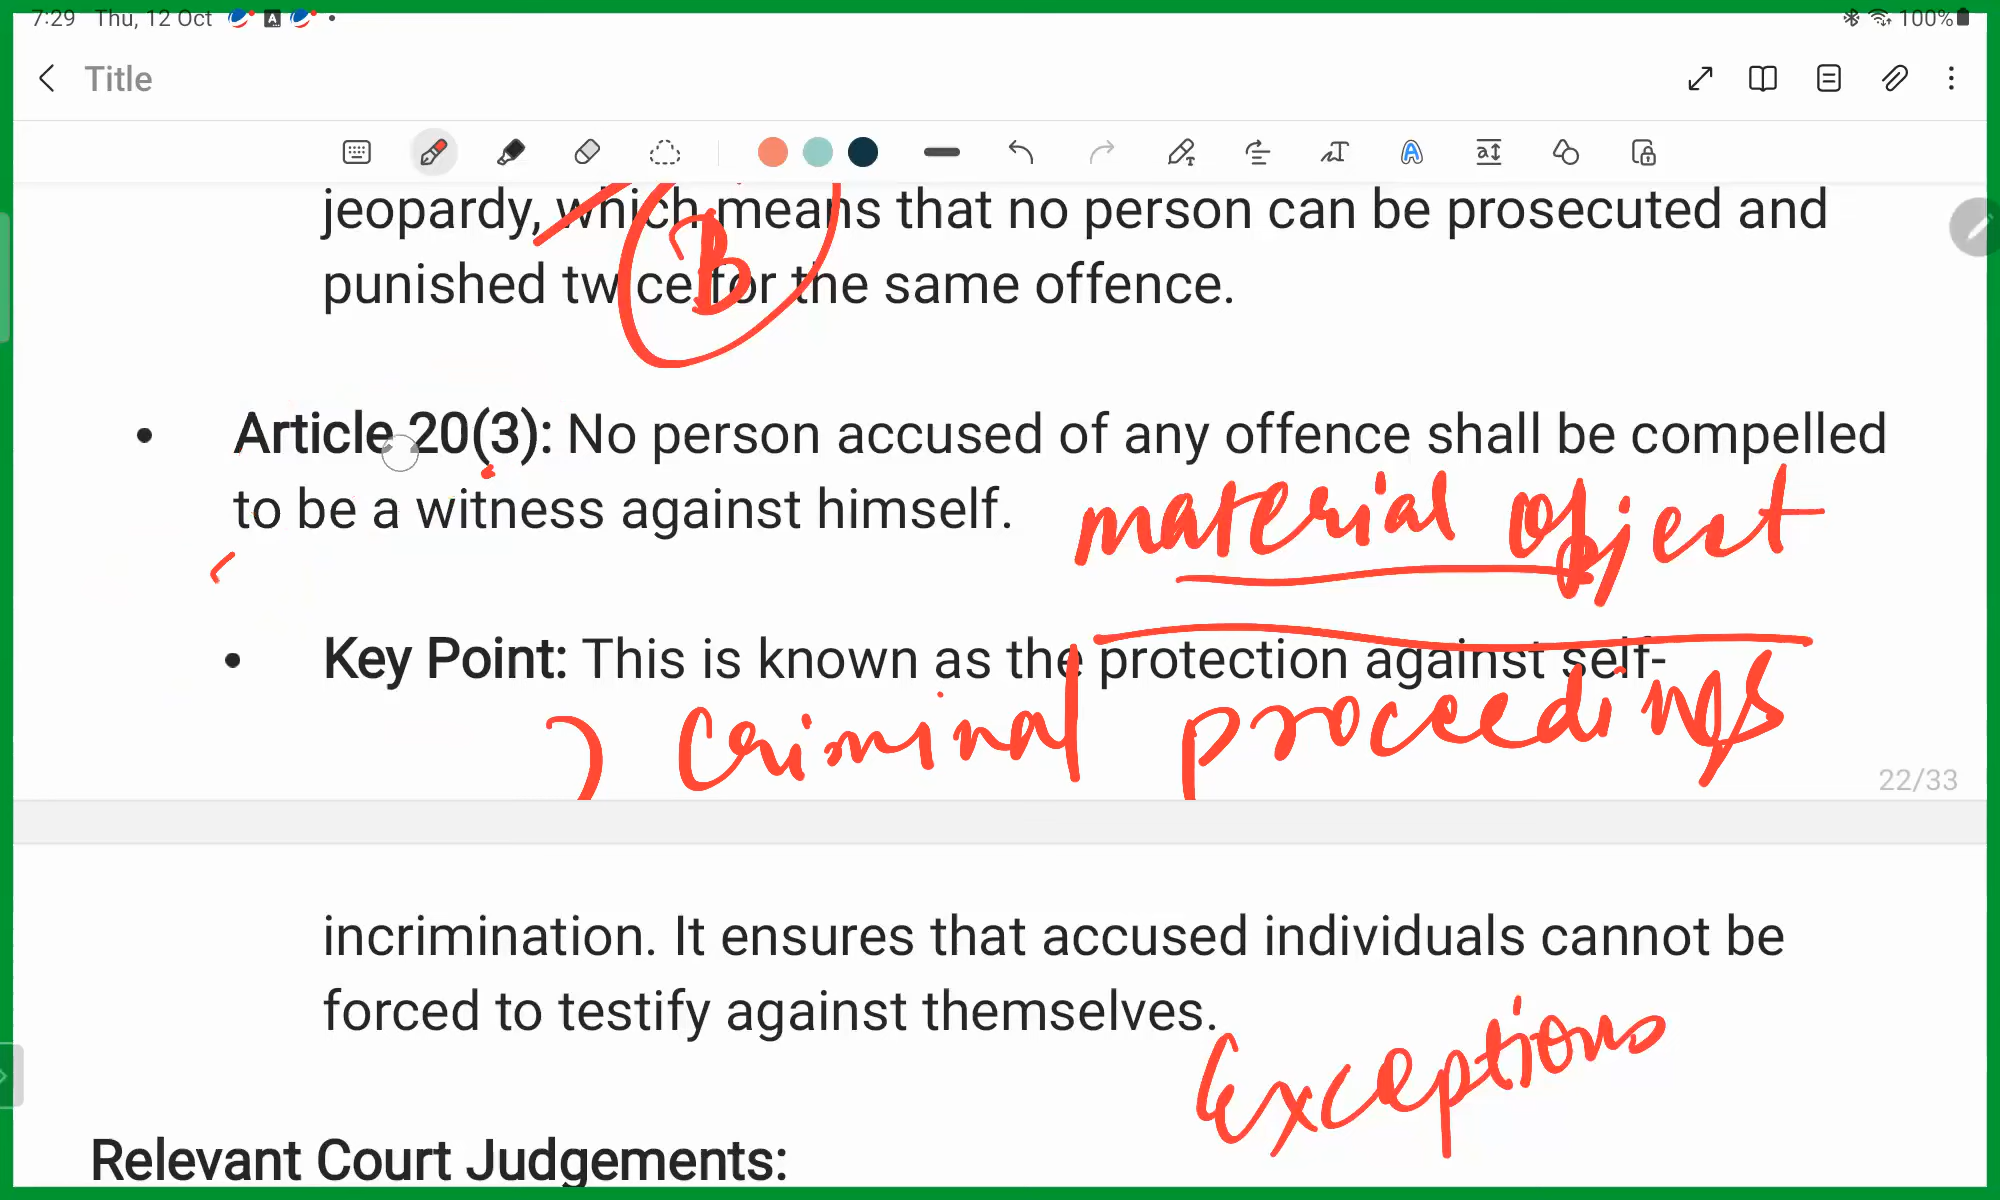 7:29 Thu, 12 Oct A 100%
Title
jeopardy, which means that no person can be prosecuted and
punished twice for the same offence.
B
• Article 20(3): No person accused of any offence shall be compelled
to be a witness against himself.
material object
• Key Point: This is known as the protection against self-
criminal proceedings
22/33
incrimination. It ensures that accused individuals cannot be
forced to testify against themselves.
Exceptions
Relevant Court Judgements: